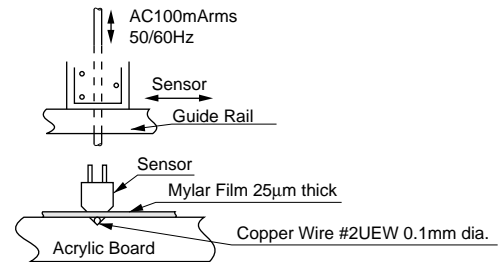 AC100mArms
50/60Hz
Sensor
Guide Rail
Sensor
Mylar Film 25μm thick
Copper Wire #2UEW 0.1mm dia.
Acrylic Board